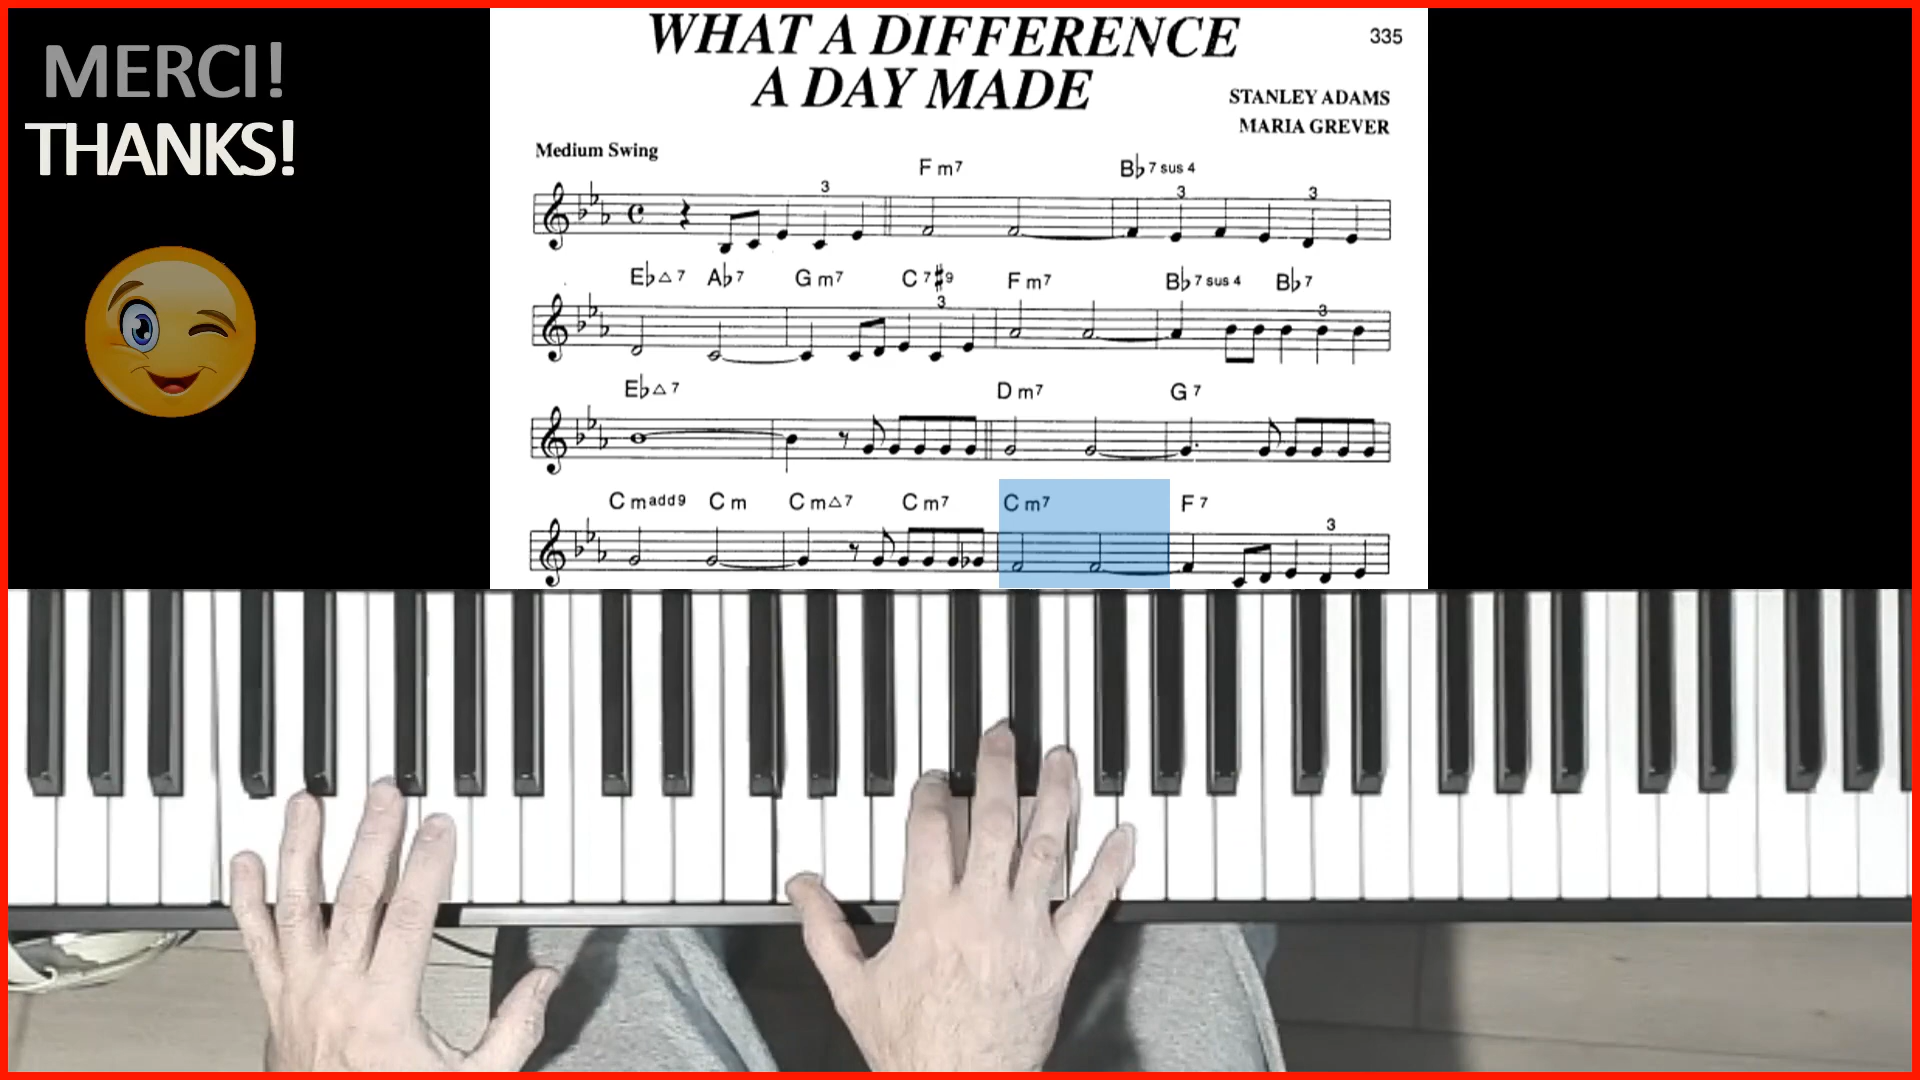 MERCI!
THANKS!
WHAT A DIFFERENCE
A DAY MADE
335
STANLEY ADAMS
MARIA GREVER
Medium Swing
F m7 B♭7 sus 4
3 3 3
E♭△7 A♭7 G m7 C7♯9 F m7 B♭7 sus 4 B♭7
3 3
E♭△7 D m7 G7
C m add9 C m C m△7 C m7 C m7 F7
3